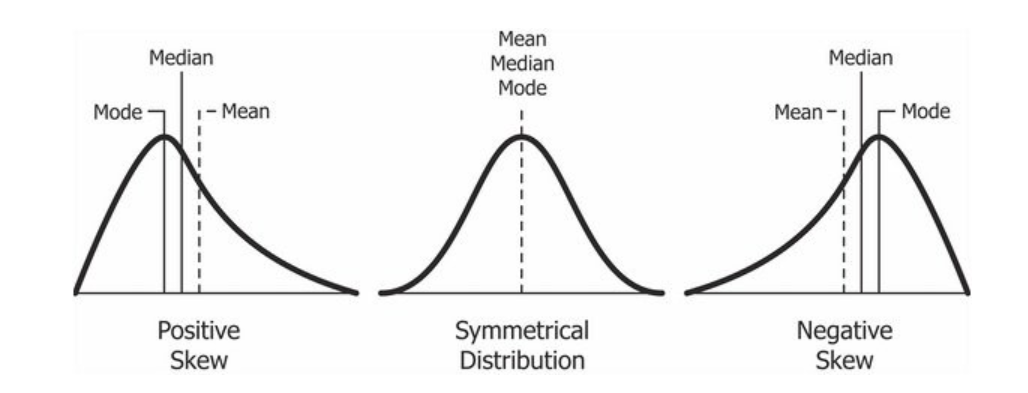 Median
Mode
Mean
Positive
Skew
Mean
Median
Mode
Symmetrical
Distribution
Median
Mean
Mode
Negative
Skew